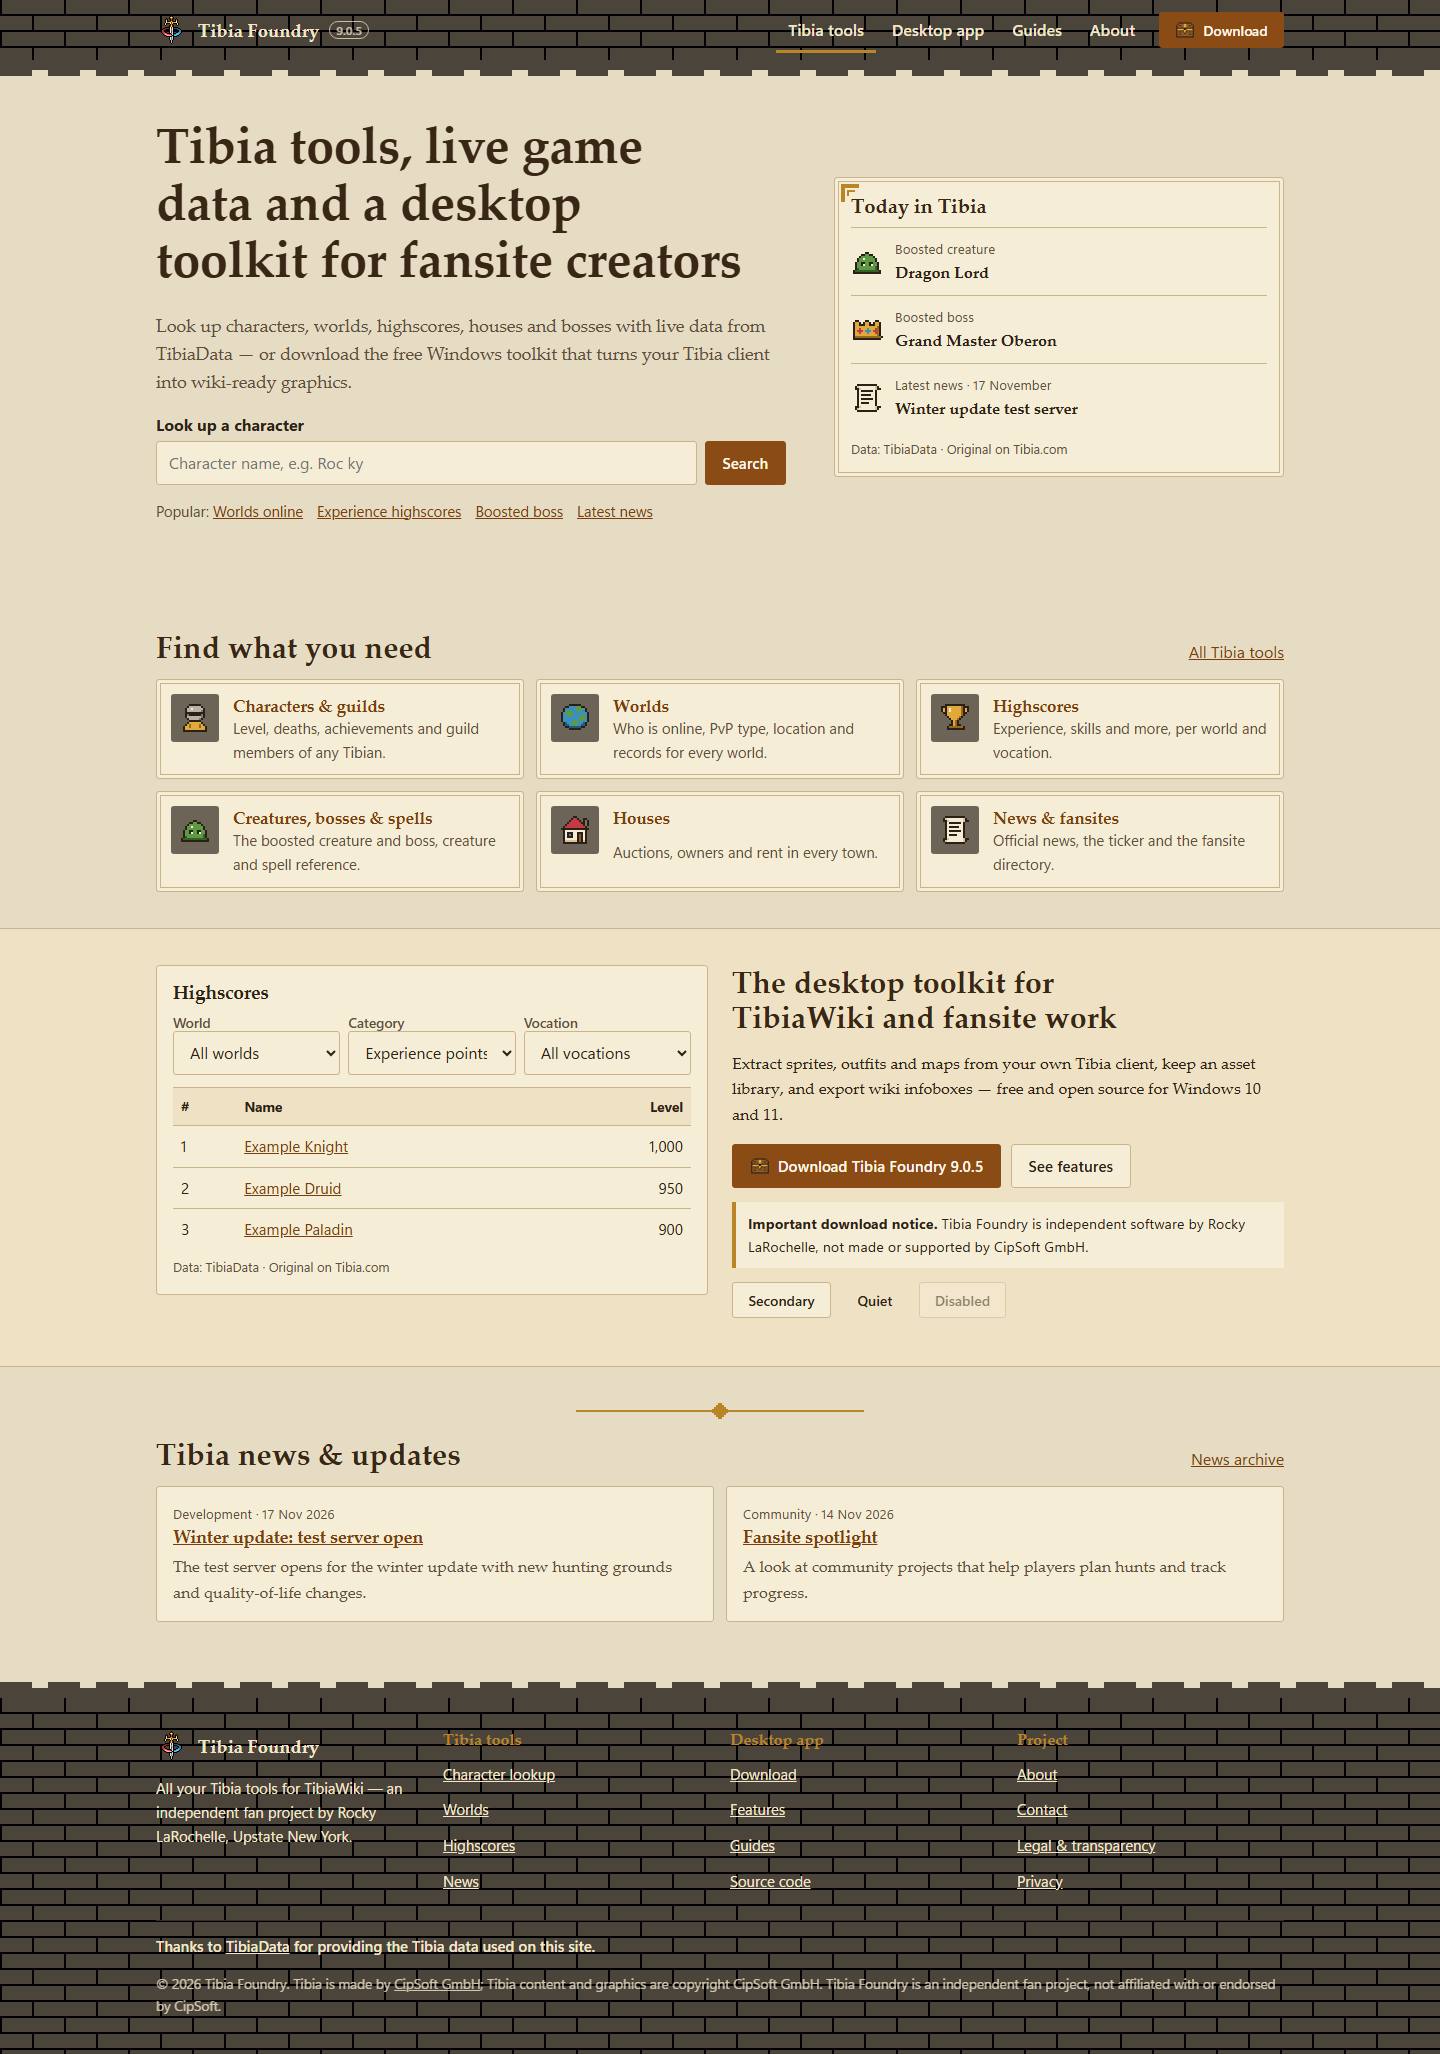 Tibia Foundry 9.0.5
Tibia tools Desktop app Guides About Download
Tibia tools, live game
data and a desktop
toolkit for fansite creators
Look up characters, worlds, highscores, houses and bosses with live data from
TibiaData — or download the free Windows toolkit that turns your Tibia client
into wiki-ready graphics.
Look up a character
Character name, e.g. Roc ky
Search
Popular: Worlds online Experience highscores Boosted boss Latest news
Today in Tibia
Boosted creature
Dragon Lord
Boosted boss
Grand Master Oberon
Latest news · 17 November
Winter update test server
Data: TibiaData · Original on Tibia.com
Find what you need
All Tibia tools
Characters & guilds
Level, deaths, achievements and guild
members of any Tibian.
Worlds
Who is online, PvP type, location and
records for every world.
Highscores
Experience, skills and more, per world and
vocation.
Creatures, bosses & spells
The boosted creature and boss, creature
and spell reference.
Houses
Auctions, owners and rent in every town.
News & fansites
Official news, the ticker and the fansite
directory.
Highscores
World Category Vocation
All worlds Experience points All vocations
# Name Level
1 Example Knight 1,000
2 Example Druid 950
3 Example Paladin 900
Data: TibiaData · Original on Tibia.com
The desktop toolkit for
TibiaWiki and fansite work
Extract sprites, outfits and maps from your own Tibia client, keep an asset
library, and export wiki infoboxes — free and open source for Windows 10
and 11.
Download Tibia Foundry 9.0.5 See features
Important download notice. Tibia Foundry is independent software by Rocky
LaRochelle, not made or supported by CipSoft GmbH.
Secondary Quiet Disabled
Tibia news & updates
News archive
Development · 17 Nov 2026
Winter update: test server open
The test server opens for the winter update with new hunting grounds
and quality-of-life changes.
Community · 14 Nov 2026
Fansite spotlight
A look at community projects that help players plan hunts and track
progress.
Tibia Foundry
All your Tibia tools for TibiaWiki — an
independent fan project by Rocky
LaRochelle, Upstate New York.
Tibia tools
Character lookup
Worlds
Highscores
News
Desktop app
Download
Features
Guides
Source code
Project
About
Contact
Legal & transparency
Privacy
Thanks to TibiaData for providing the Tibia data used on this site.
© 2026 Tibia Foundry. Tibia is made by CipSoft GmbH; Tibia content and graphics are copyright CipSoft GmbH. Tibia Foundry is an independent fan project, not affiliated with or endorsed
by CipSoft.